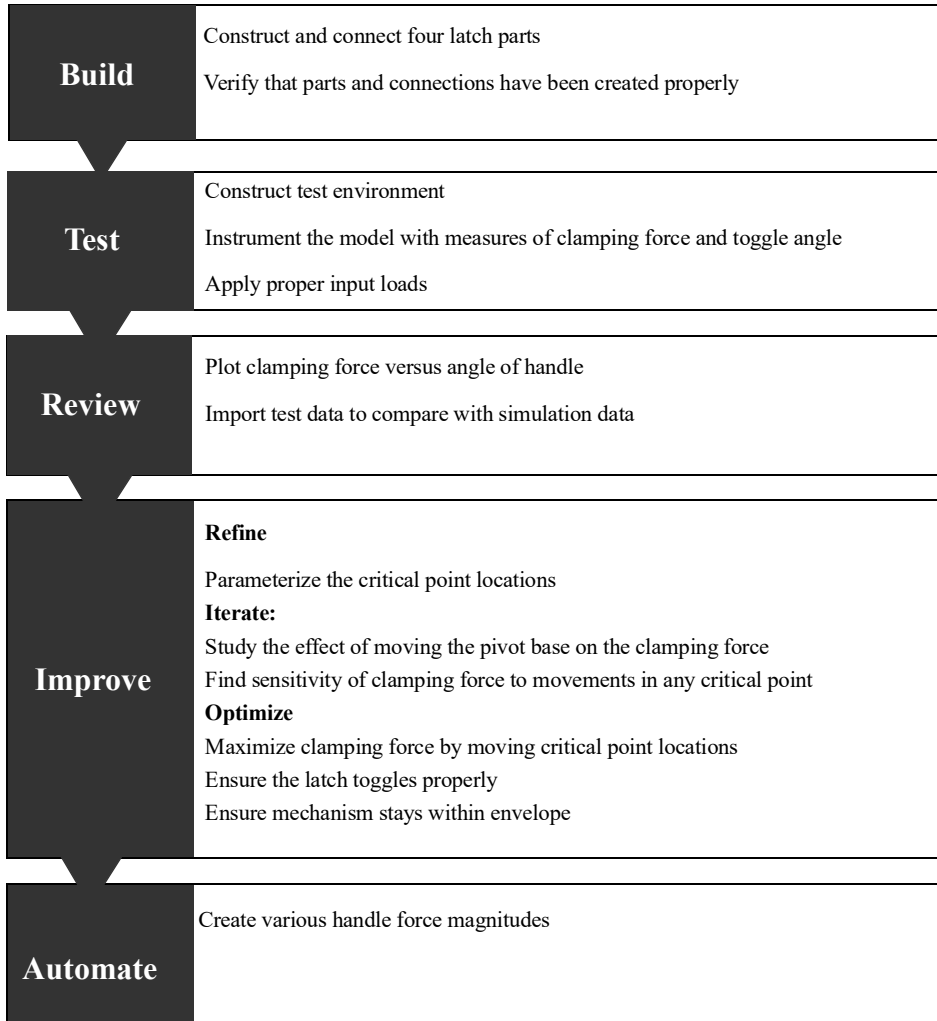 Build
Construct and connect four latch parts
Verify that parts and connections have been created properly
Test
Construct test environment
Instrument the model with measures of clamping force and toggle angle
Apply proper input loads
Review
Plot clamping force versus angle of handle
Import test data to compare with simulation data
Improve
Refine
Parameterize the critical point locations
Iterate:
Study the effect of moving the pivot base on the clamping force
Find sensitivity of clamping force to movements in any critical point
Optimize
Maximize clamping force by moving critical point locations
Ensure the latch toggles properly
Ensure mechanism stays within envelope
Automate
Create various handle force magnitudes